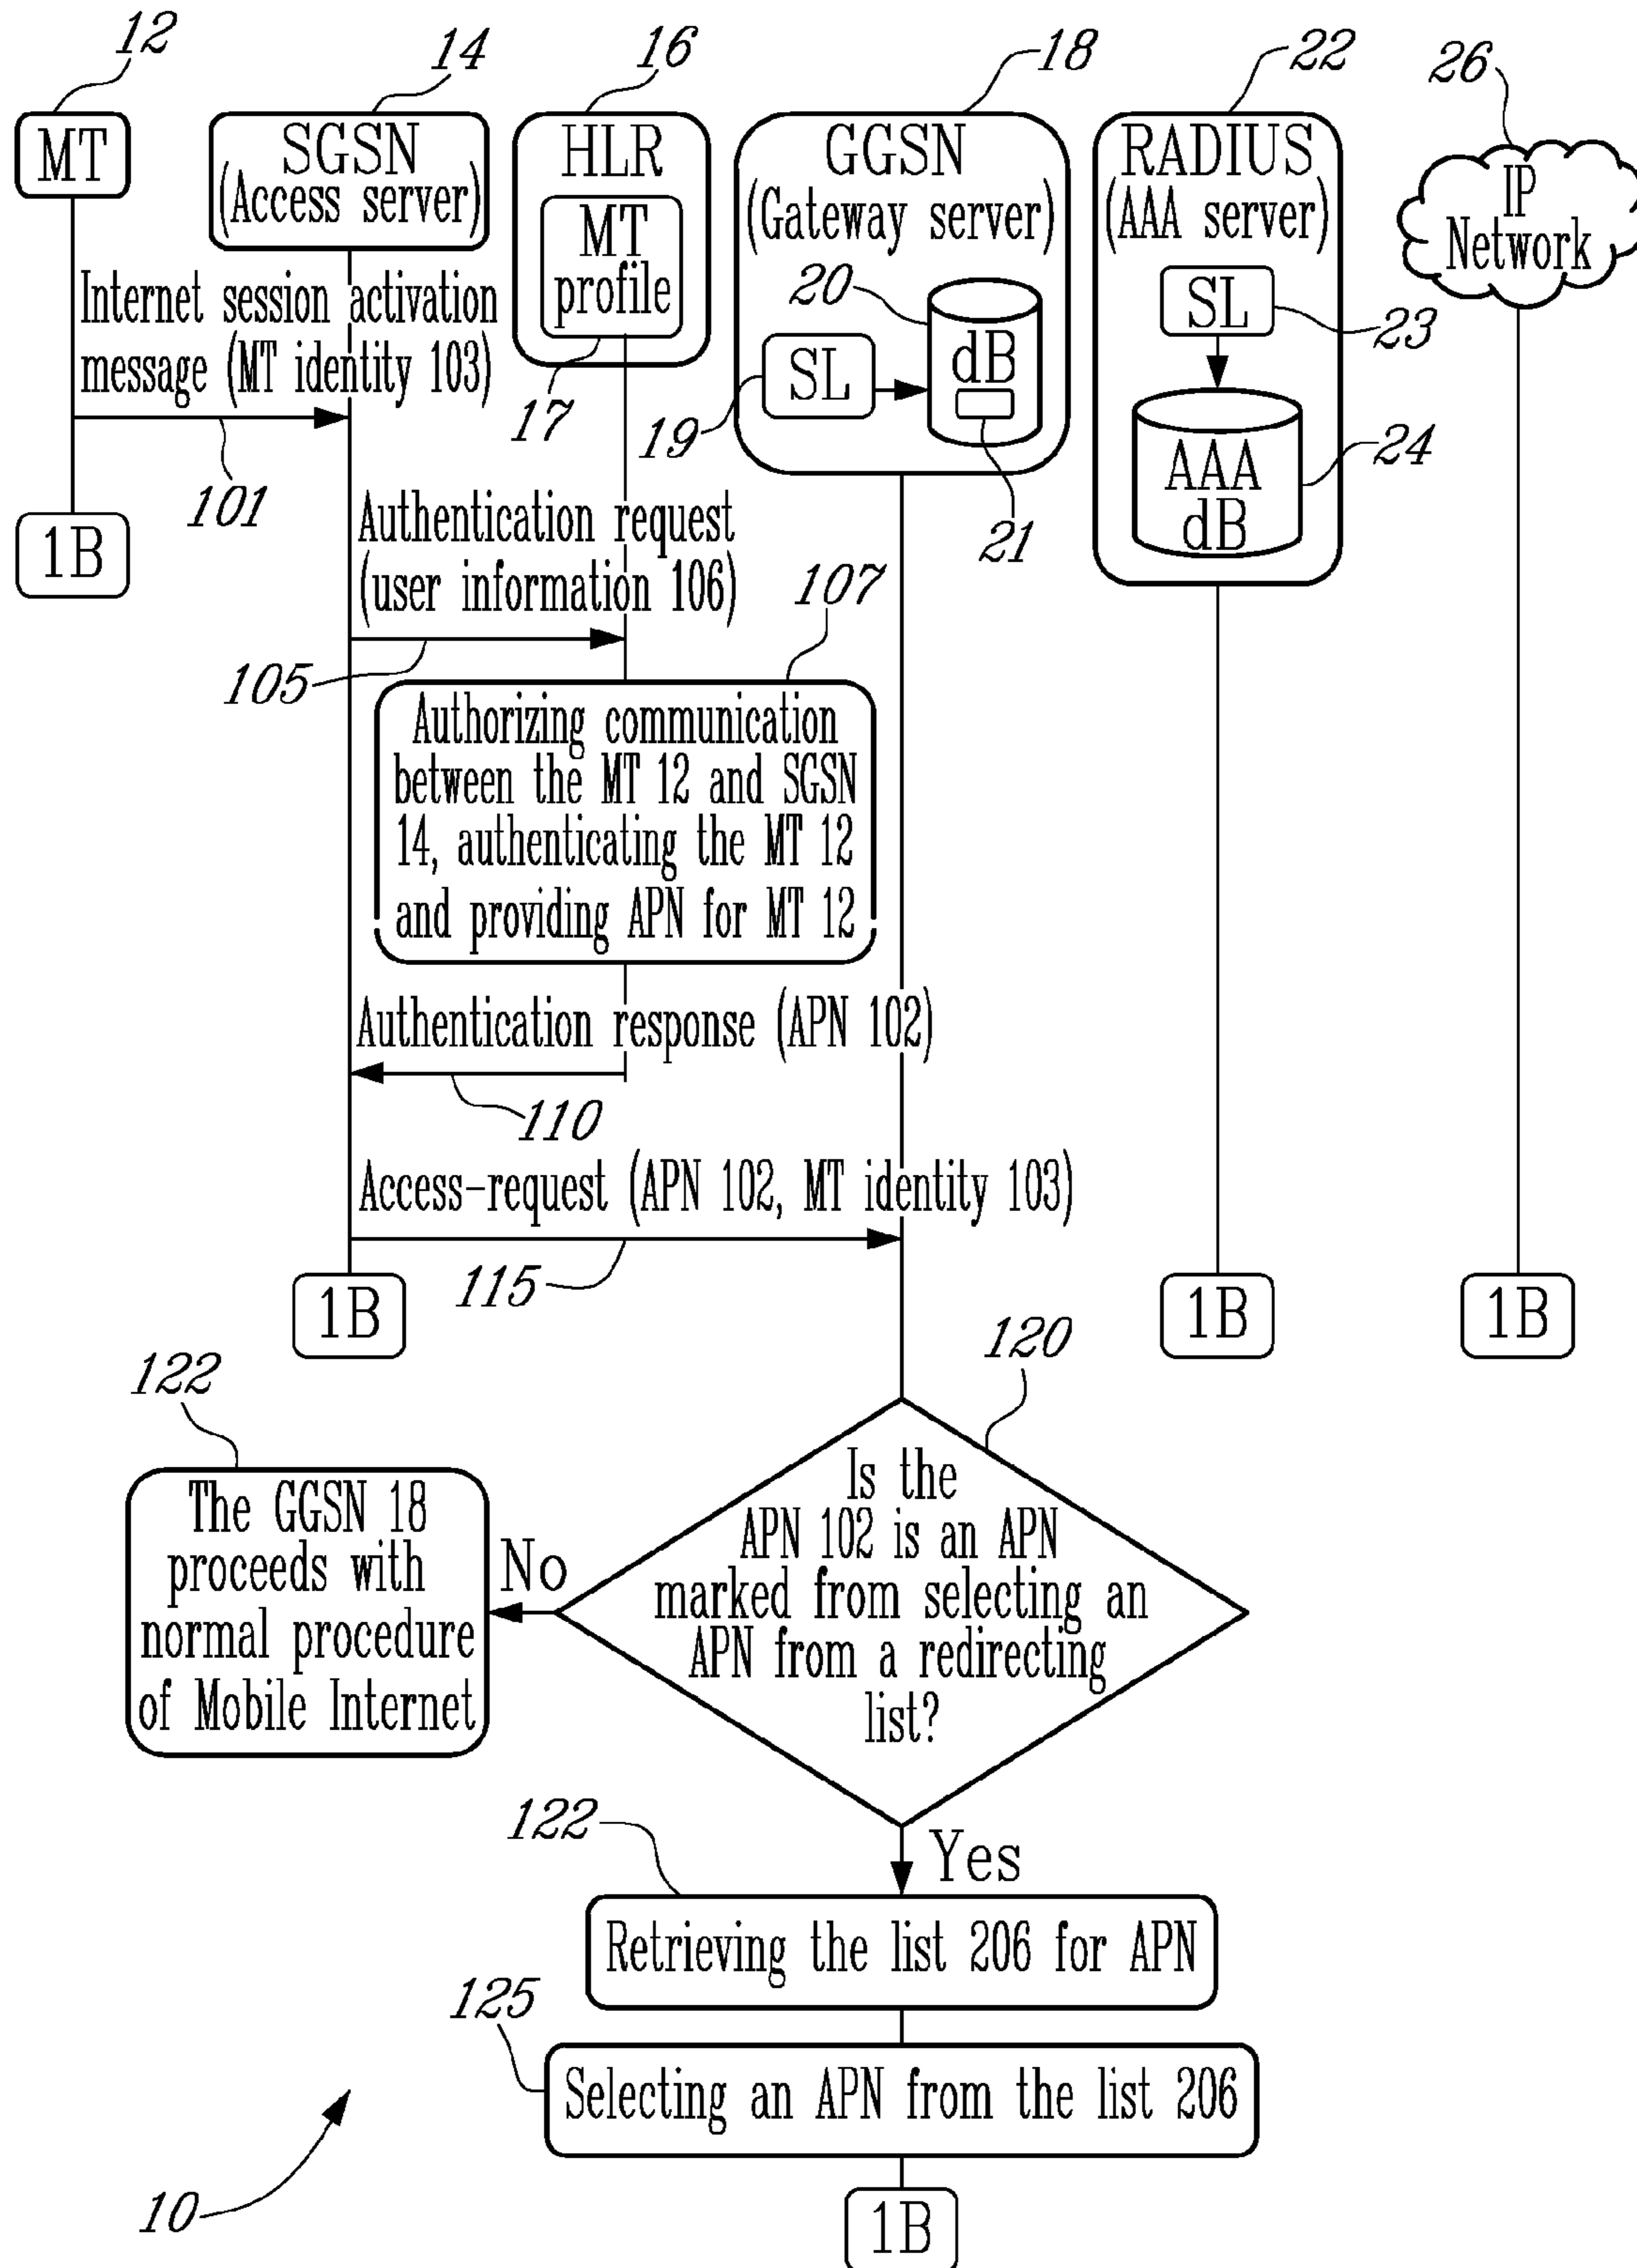 12
14
16
18
22
26
MT
SGSN
(Access server)
HLR
MT
profile
17
GGSN
(Gateway server)
20
dB
SL
19
21
RADIUS
(AAA server)
SL
23
AAA
dB
24
IP
Network
Internet session activation
message (MT identity 103)
101
1B
Authentication request
(user information 106)
105
107
Authorizing communication
between the MT 12 and SGSN
14, authenticating the MT 12
and providing APN for MT 12
Authentication response (APN 102)
110
Access-request (APN 102, MT identity 103)
115
1B
1B
1B
120
122
Is the
APN 102 is an APN
marked from selecting an
APN from a redirecting
list?
No
The GGSN 18
proceeds with
normal procedure
of Mobile Internet
Yes
122
Retrieving the list 206 for APN
125
Selecting an APN from the list 206
10
1B